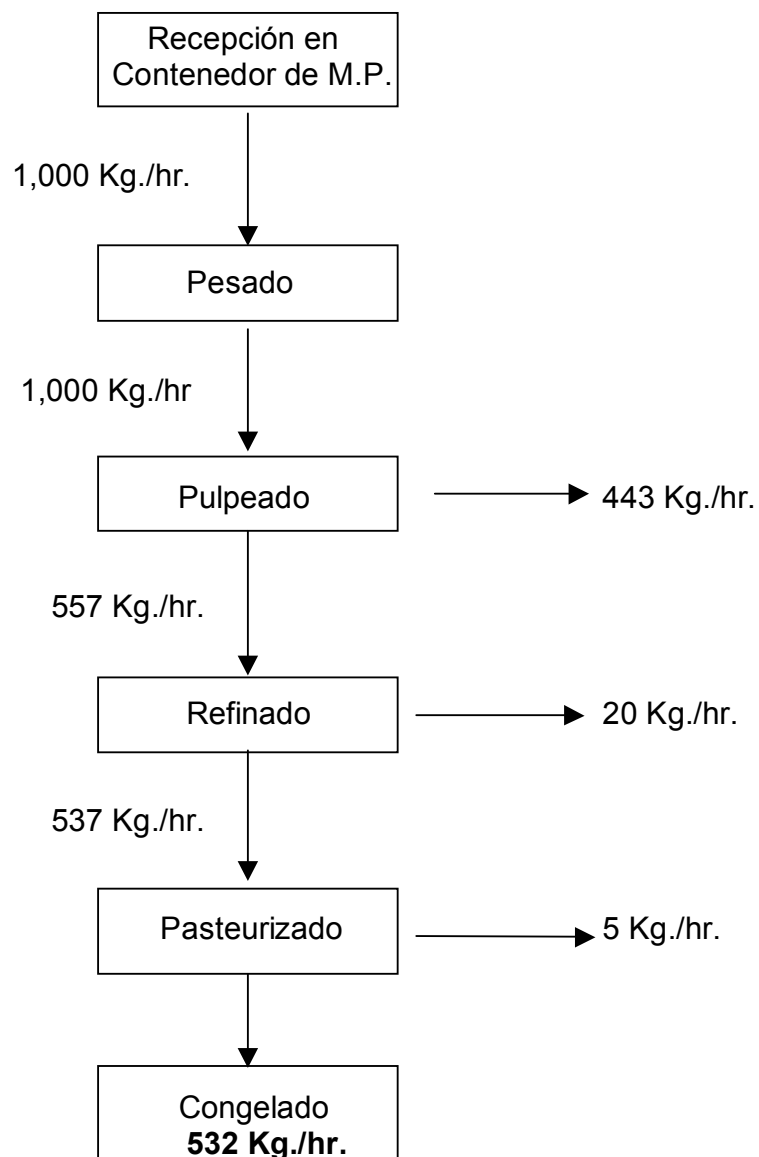 Recepción en
Contenedor de M.P.
1,000 Kg./hr.
Pesado
1,000 Kg./hr
Pulpeado
443 Kg./hr.
557 Kg./hr.
Refinado
20 Kg./hr.
537 Kg./hr.
Pasteurizado
5 Kg./hr.
Congelado
532 Kg./hr.